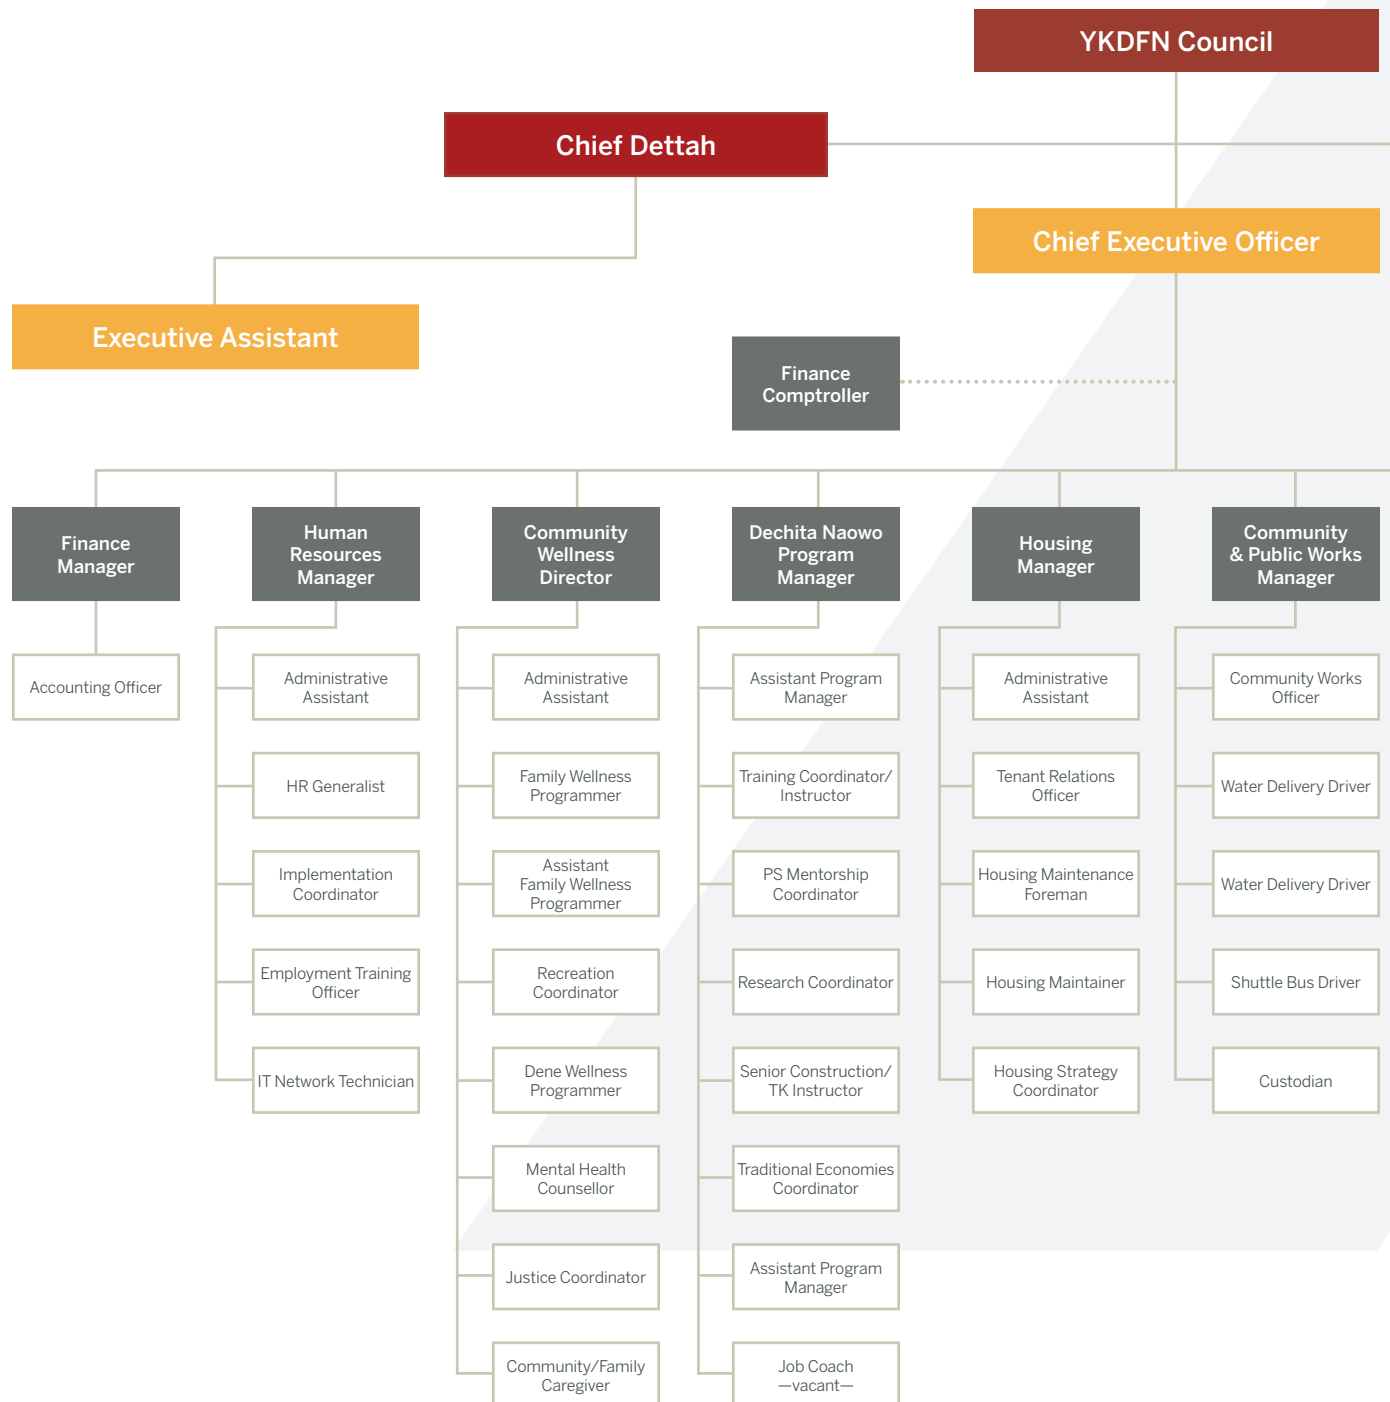 YKDFN Council
Chief Dettah
Chief Executive Officer
Executive Assistant
Finance
Comptroller
Finance
Manager
Human
Resources
Manager
Community
Wellness
Director
Dechita Naowo
Program
Manager
Housing
Manager
Community
& Public Works
Manager
Accounting Officer
Administrative
Assistant
HR Generalist
Implementation
Coordinator
Employment Training
Officer
IT Network Technician
Administrative
Assistant
Family Wellness
Programmer
Assistant
Family Wellness
Programmer
Recreation
Coordinator
Dene Wellness
Programmer
Mental Health
Counsellor
Justice Coordinator
Community/Family
Caregiver
Assistant Program
Manager
Training Coordinator/
Instructor
PS Mentorship
Coordinator
Research Coordinator
Senior Construction/
TK Instructor
Traditional Economies
Coordinator
Assistant Program
Manager
Job Coach
—vacant—
Administrative
Assistant
Tenant Relations
Officer
Housing Maintenance
Foreman
Housing Maintainer
Housing Strategy
Coordinator
Community Works
Officer
Water Delivery Driver
Water Delivery Driver
Shuttle Bus Driver
Custodian